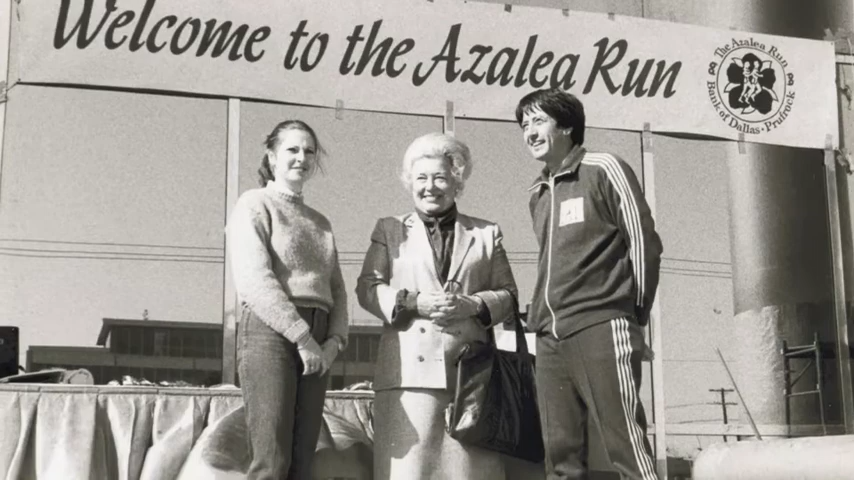 Welcome to the Azalea Run
The Azalea Run
Bank of Dallas · Prufrock